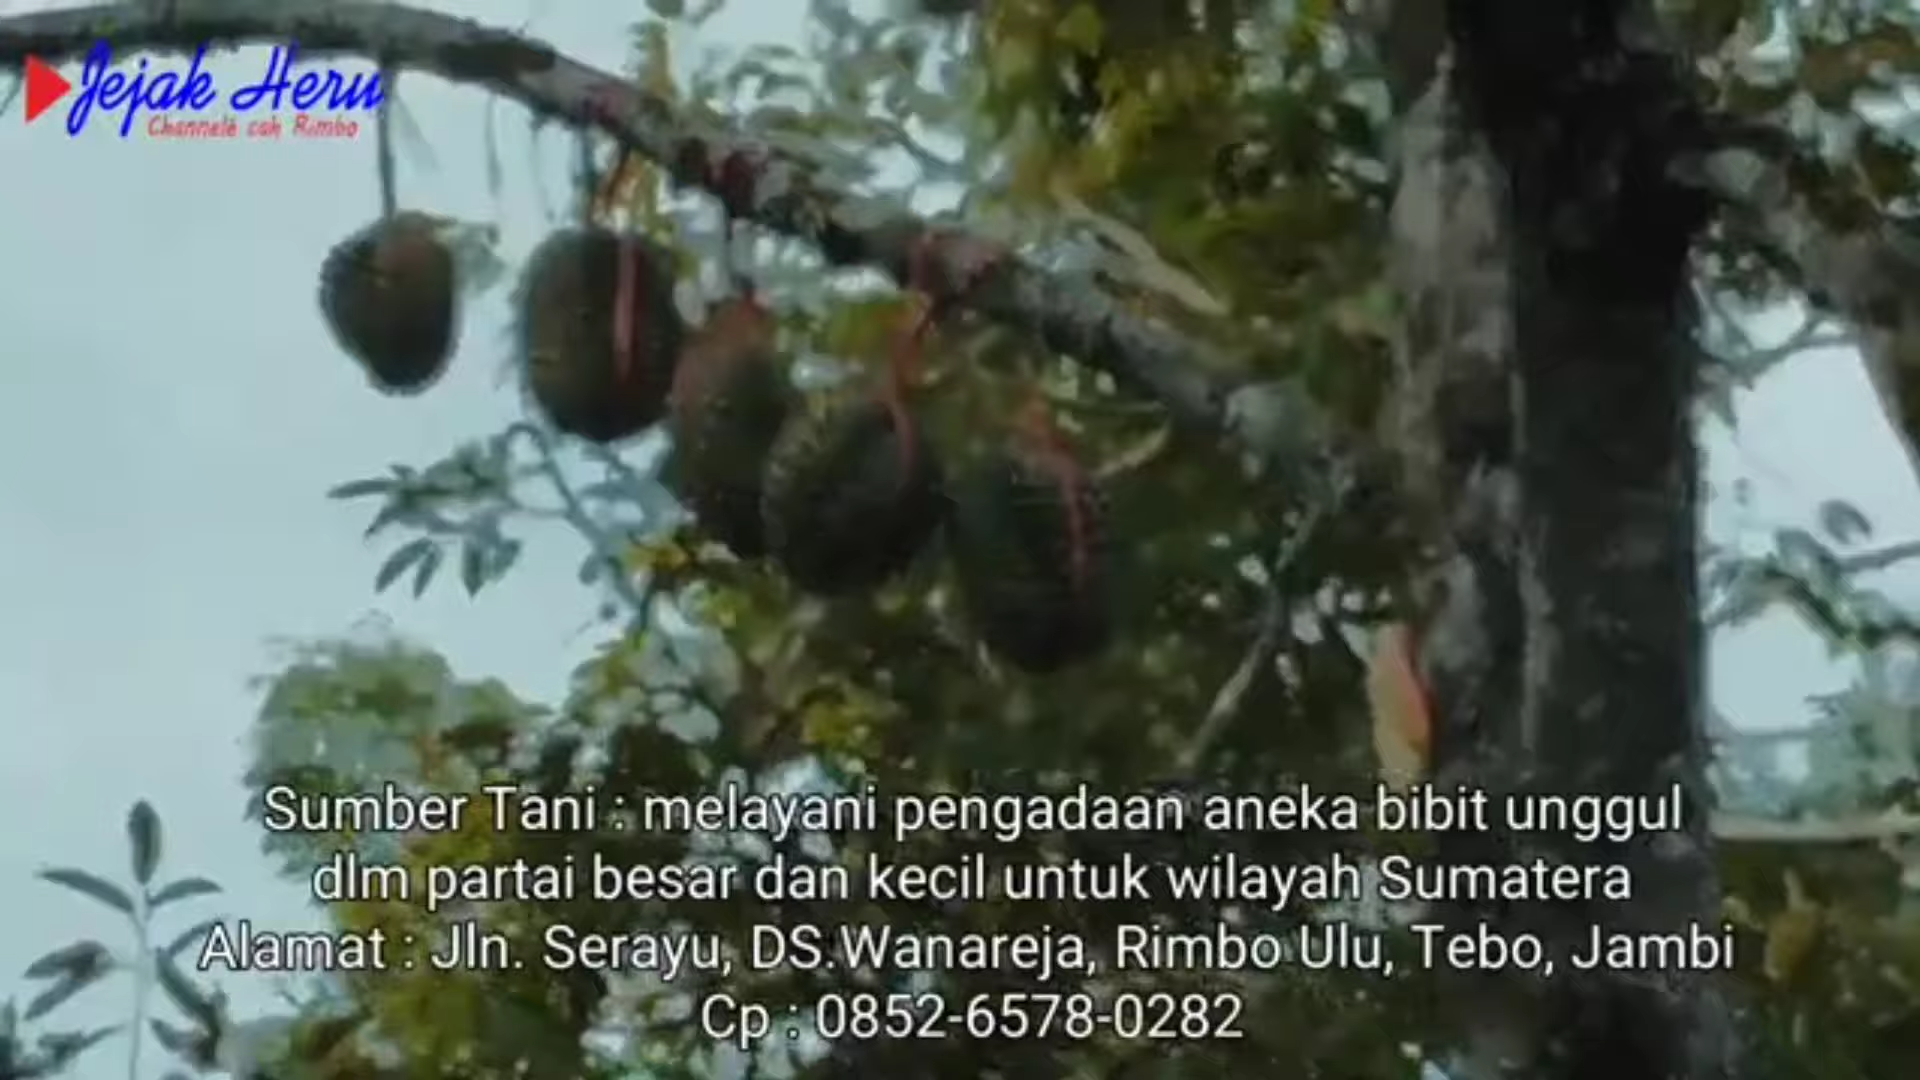 Jejak Heru
Channele cah Rimbo
Sumber Tani : melayani pengadaan aneka bibit unggul
dlm partai besar dan kecil untuk wilayah Sumatera
Alamat : Jln. Serayu, DS.Wanareja, Rimbo Ulu, Tebo, Jambi
Cp : 0852-6578-0282